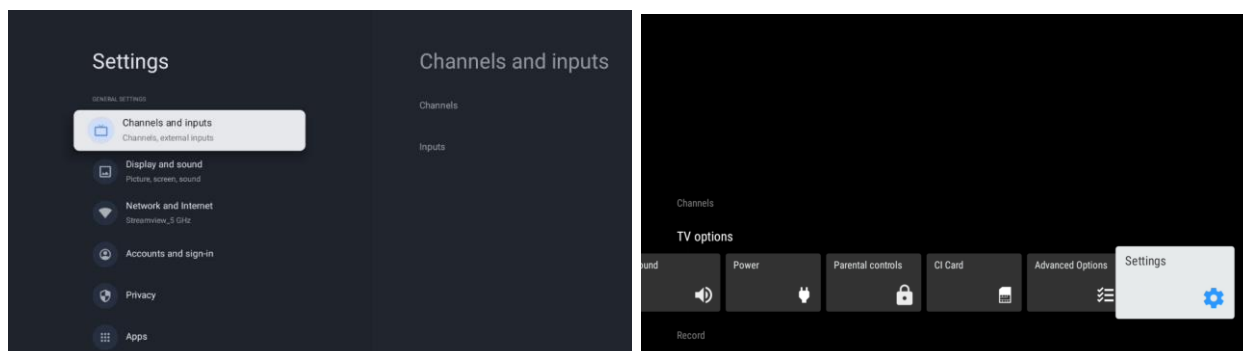 Settings
GENERAL SETTINGS
Channels and inputs
Channels, external inputs
Display and sound
Picture, screen, sound
Network and Internet
Streamview_5 GHz
Accounts and sign-in
Privacy
Apps
Channels and inputs
Channels
Inputs
Channels
TV options
ound
Power
Parental controls
CI Card
Advanced Options
Settings
Record